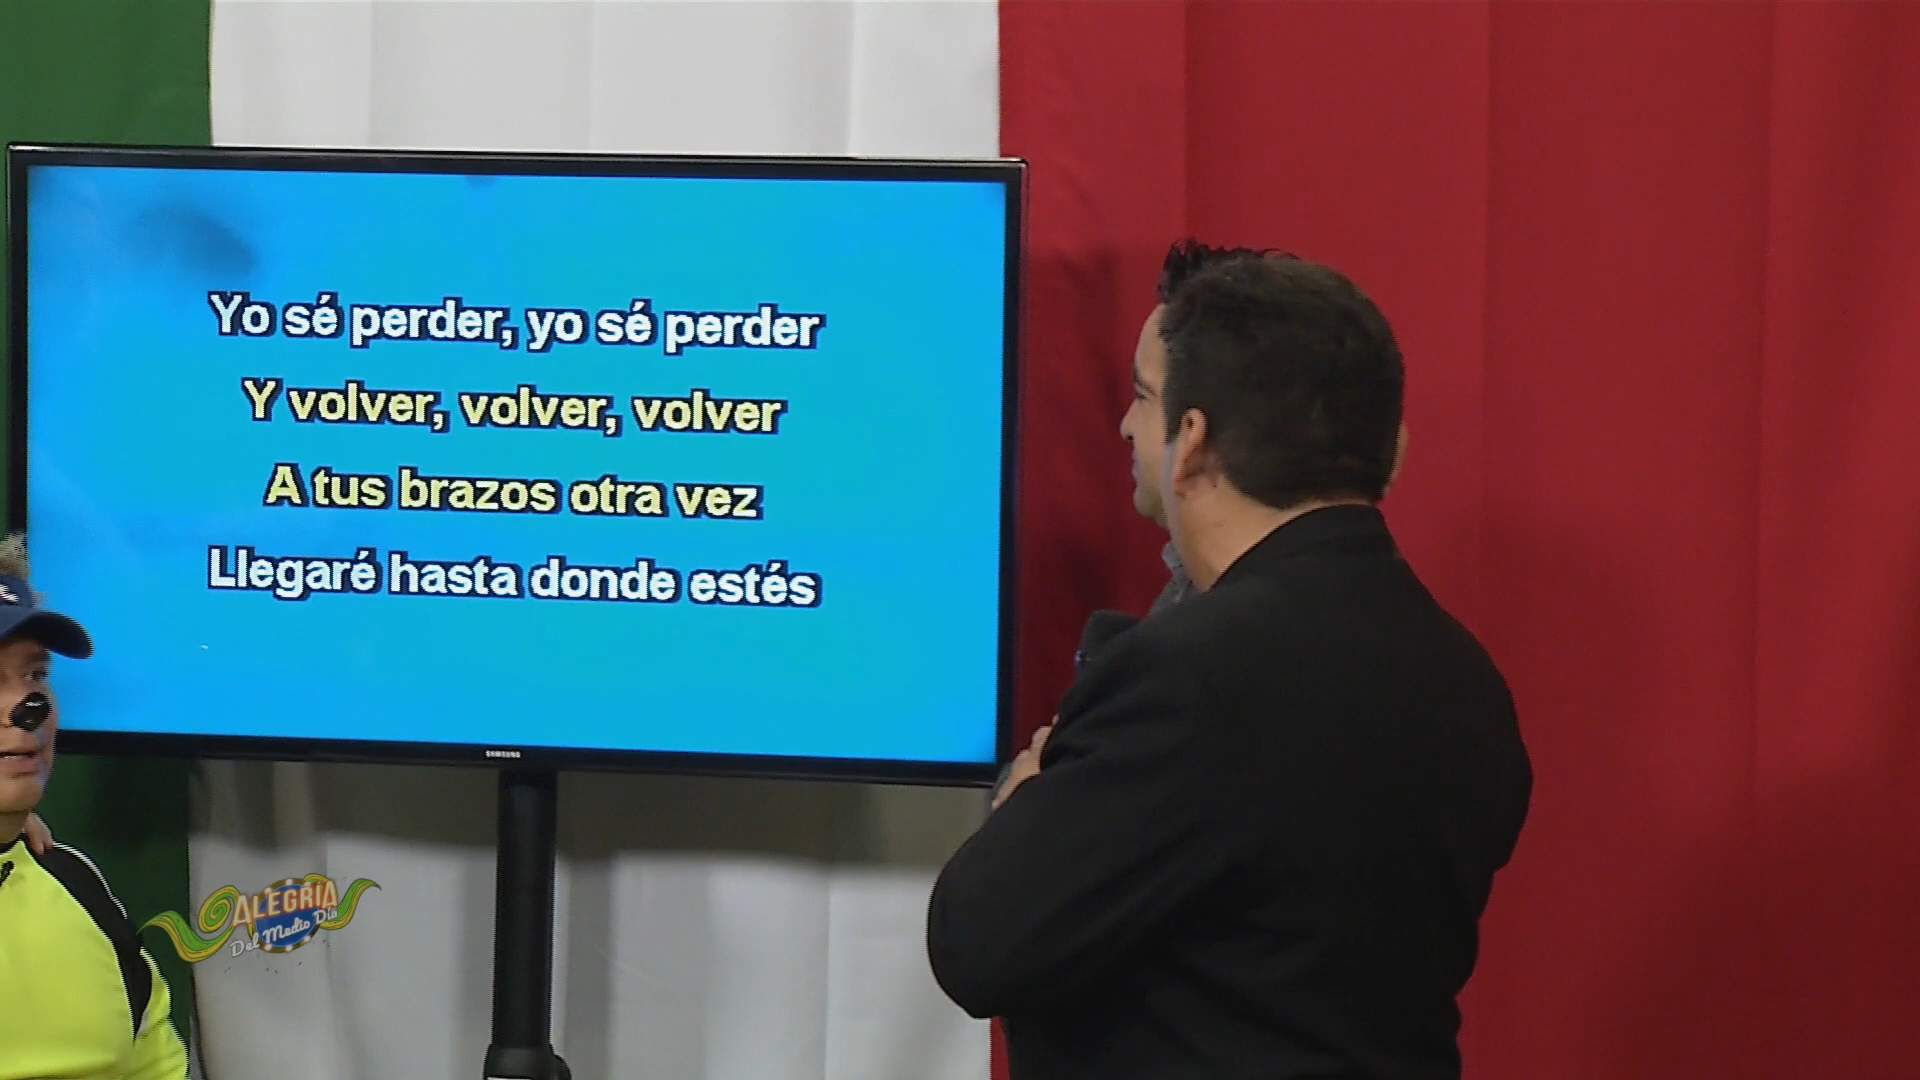 Yo sé perder, yo sé perder
Y volver, volver, volver
A tus brazos otra vez
Llegaré hasta donde estés
SAMSUNG
ALEGRIA
Del Medio Día